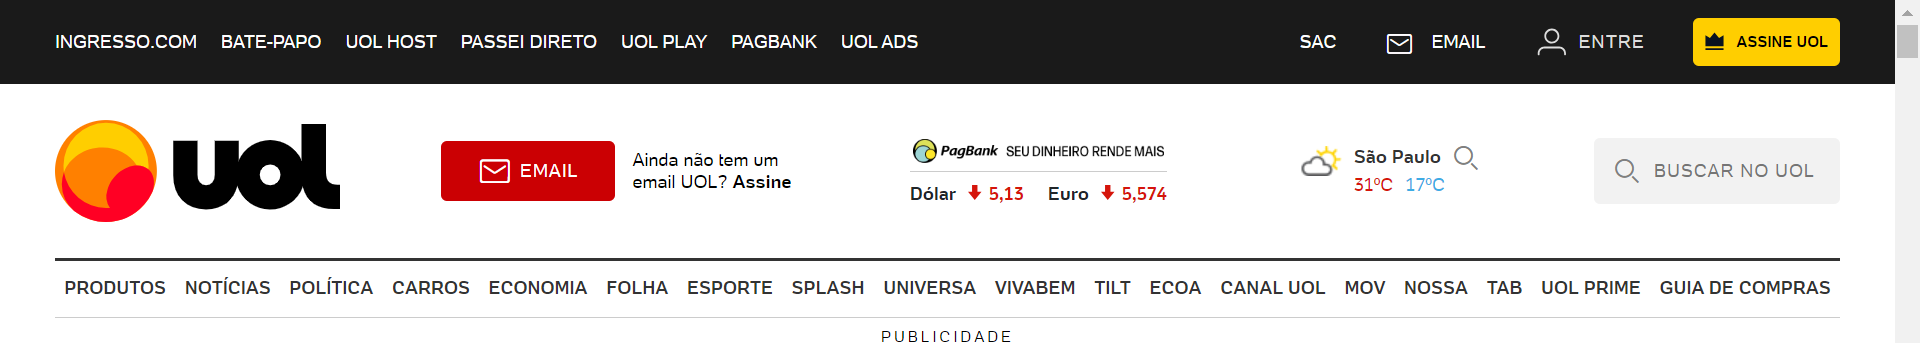 INGRESSO.COM BATE-PAPO UOL HOST PASSEI DIRETO UOL PLAY PAGBANK UOL ADS SAC EMAIL ENTRE ASSINE UOL
uol
EMAIL
Ainda não tem um
email UOL? Assine
PagBank SEU DINHEIRO RENDE MAIS
Dólar 5,13 Euro 5,574
São Paulo
31ºC 17ºC
BUSCAR NO UOL
PRODUTOS NOTÍCIAS POLÍTICA CARROS ECONOMIA FOLHA ESPORTE SPLASH UNIVERSA VIVABEM TILT ECOA CANAL UOL MOV NOSSA TAB UOL PRIME GUIA DE COMPRAS
PUBLICIDADE